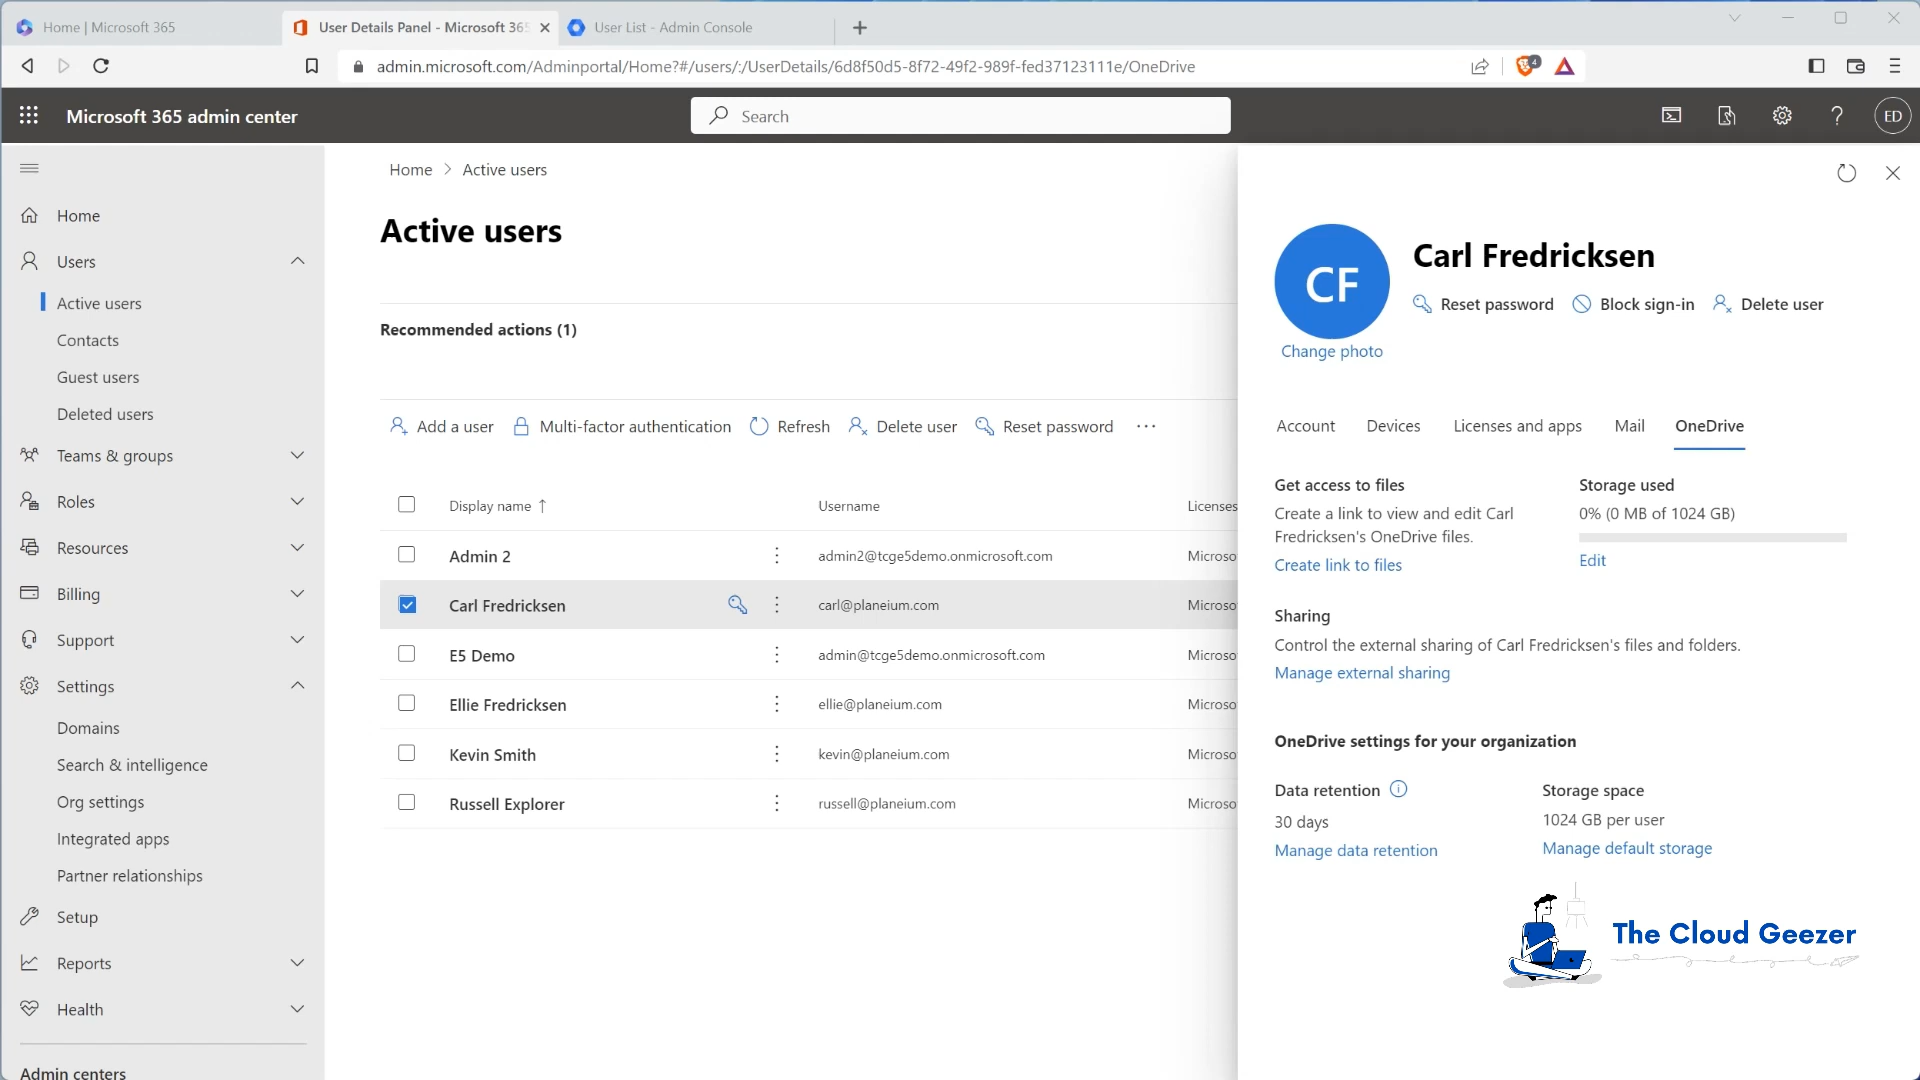 Home | Microsoft 365
User Details Panel - Microsoft 365
User List - Admin Console
admin.microsoft.com/Adminportal/Home?#/users/:/UserDetails/6d8f50d5-8f72-49f2-989f-fed37123111e/OneDrive
4
Microsoft 365 admin center
Search
ED
Home
Users
Active users
Contacts
Guest users
Deleted users
Teams & groups
Roles
Resources
Billing
Support
Settings
Domains
Search & intelligence
Org settings
Integrated apps
Partner relationships
Setup
Reports
Health
Admin centers
Home > Active users
Active users
Recommended actions (1)
Add a user Multi-factor authentication Refresh Delete user Reset password
Display name ↑ Username Licenses
Admin 2 admin2@tcge5demo.onmicrosoft.com Microso
Carl Fredricksen carl@planeium.com Microso
E5 Demo admin@tcge5demo.onmicrosoft.com Microso
Ellie Fredricksen ellie@planeium.com Microso
Kevin Smith kevin@planeium.com Microso
Russell Explorer russell@planeium.com Microso
CF
Change photo
Carl Fredricksen
Reset password Block sign-in Delete user
Account Devices Licenses and apps Mail OneDrive
Get access to files
Create a link to view and edit Carl
Fredricksen's OneDrive files.
Create link to files
Storage used
0% (0 MB of 1024 GB)
Edit
Sharing
Control the external sharing of Carl Fredricksen's files and folders.
Manage external sharing
OneDrive settings for your organization
Data retention
30 days
Manage data retention
Storage space
1024 GB per user
Manage default storage
The Cloud Geezer